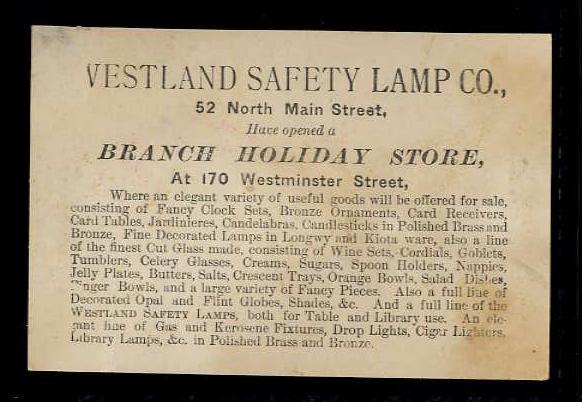 WESTLAND SAFETY LAMP CO.,
52 North Main Street,
Have opened a
BRANCH HOLIDAY STORE,
At 170 Westminster Street,
Where an elegant variety of useful goods will be offered for sale,
consisting of Fancy Clock Sets, Bronze Ornaments, Card Receivers,
Card Tables, Jardinieres, Candelabras, Candlesticks in Polished Brass and
Bronze, Fine Decorated Lamps in Longwy and Kiota ware, also a line
of the finest Cut Glass made, consisting of Wine Sets, Cordials, Goblets,
Tumblers, Celery Glasses, Creams, Sugars, Spoon Holders, Nappies,
Jelly Plates, Butters, Salts, Crescent Trays, Orange Bowls, Salad Dishes,
Finger Bowls, and a large variety of Fancy Pieces. Also a full line of
Decorated Opal and Flint Globes, Shades, &c. And a full line of the
WESTLAND SAFETY LAMPS, both for Table and Library use. An ele-
gant line of Gas and Kerosene Fixtures, Drop Lights, Cigar Lighters,
Library Lamps, &c. in Polished Brass and Bronze.